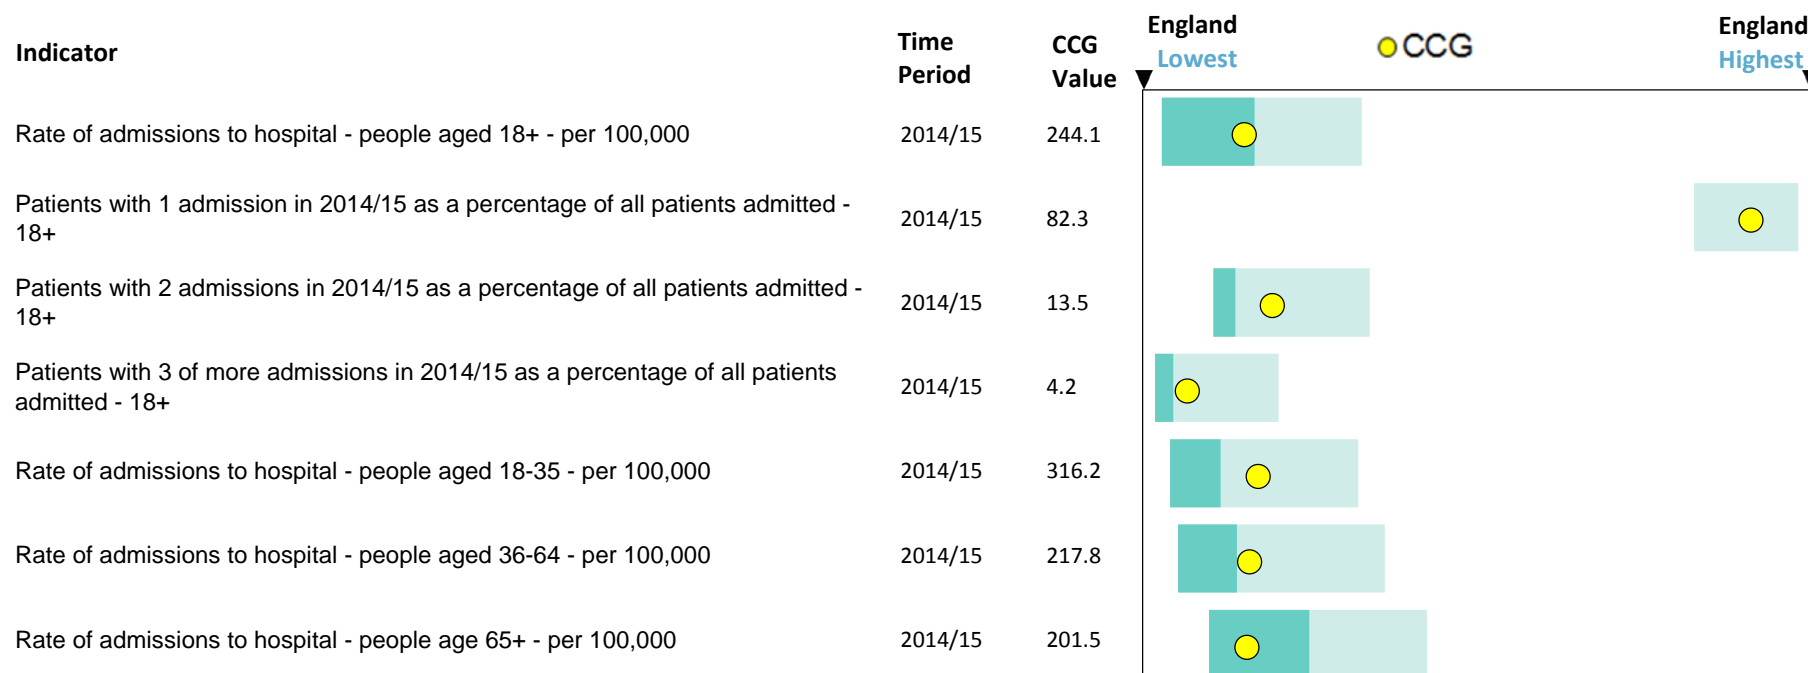 Indicator
Time
Period
CCG
Value
England
Lowest
CCG
England
Highest
Rate of admissions to hospital - people aged 18+ - per 100,000 2014/15 244.1
Patients with 1 admission in 2014/15 as a percentage of all patients admitted -
18+
2014/15 82.3
Patients with 2 admissions in 2014/15 as a percentage of all patients admitted -
18+
2014/15 13.5
Patients with 3 of more admissions in 2014/15 as a percentage of all patients
admitted - 18+
2014/15 4.2
Rate of admissions to hospital - people aged 18-35 - per 100,000 2014/15 316.2
Rate of admissions to hospital - people aged 36-64 - per 100,000 2014/15 217.8
Rate of admissions to hospital - people age 65+ - per 100,000 2014/15 201.5